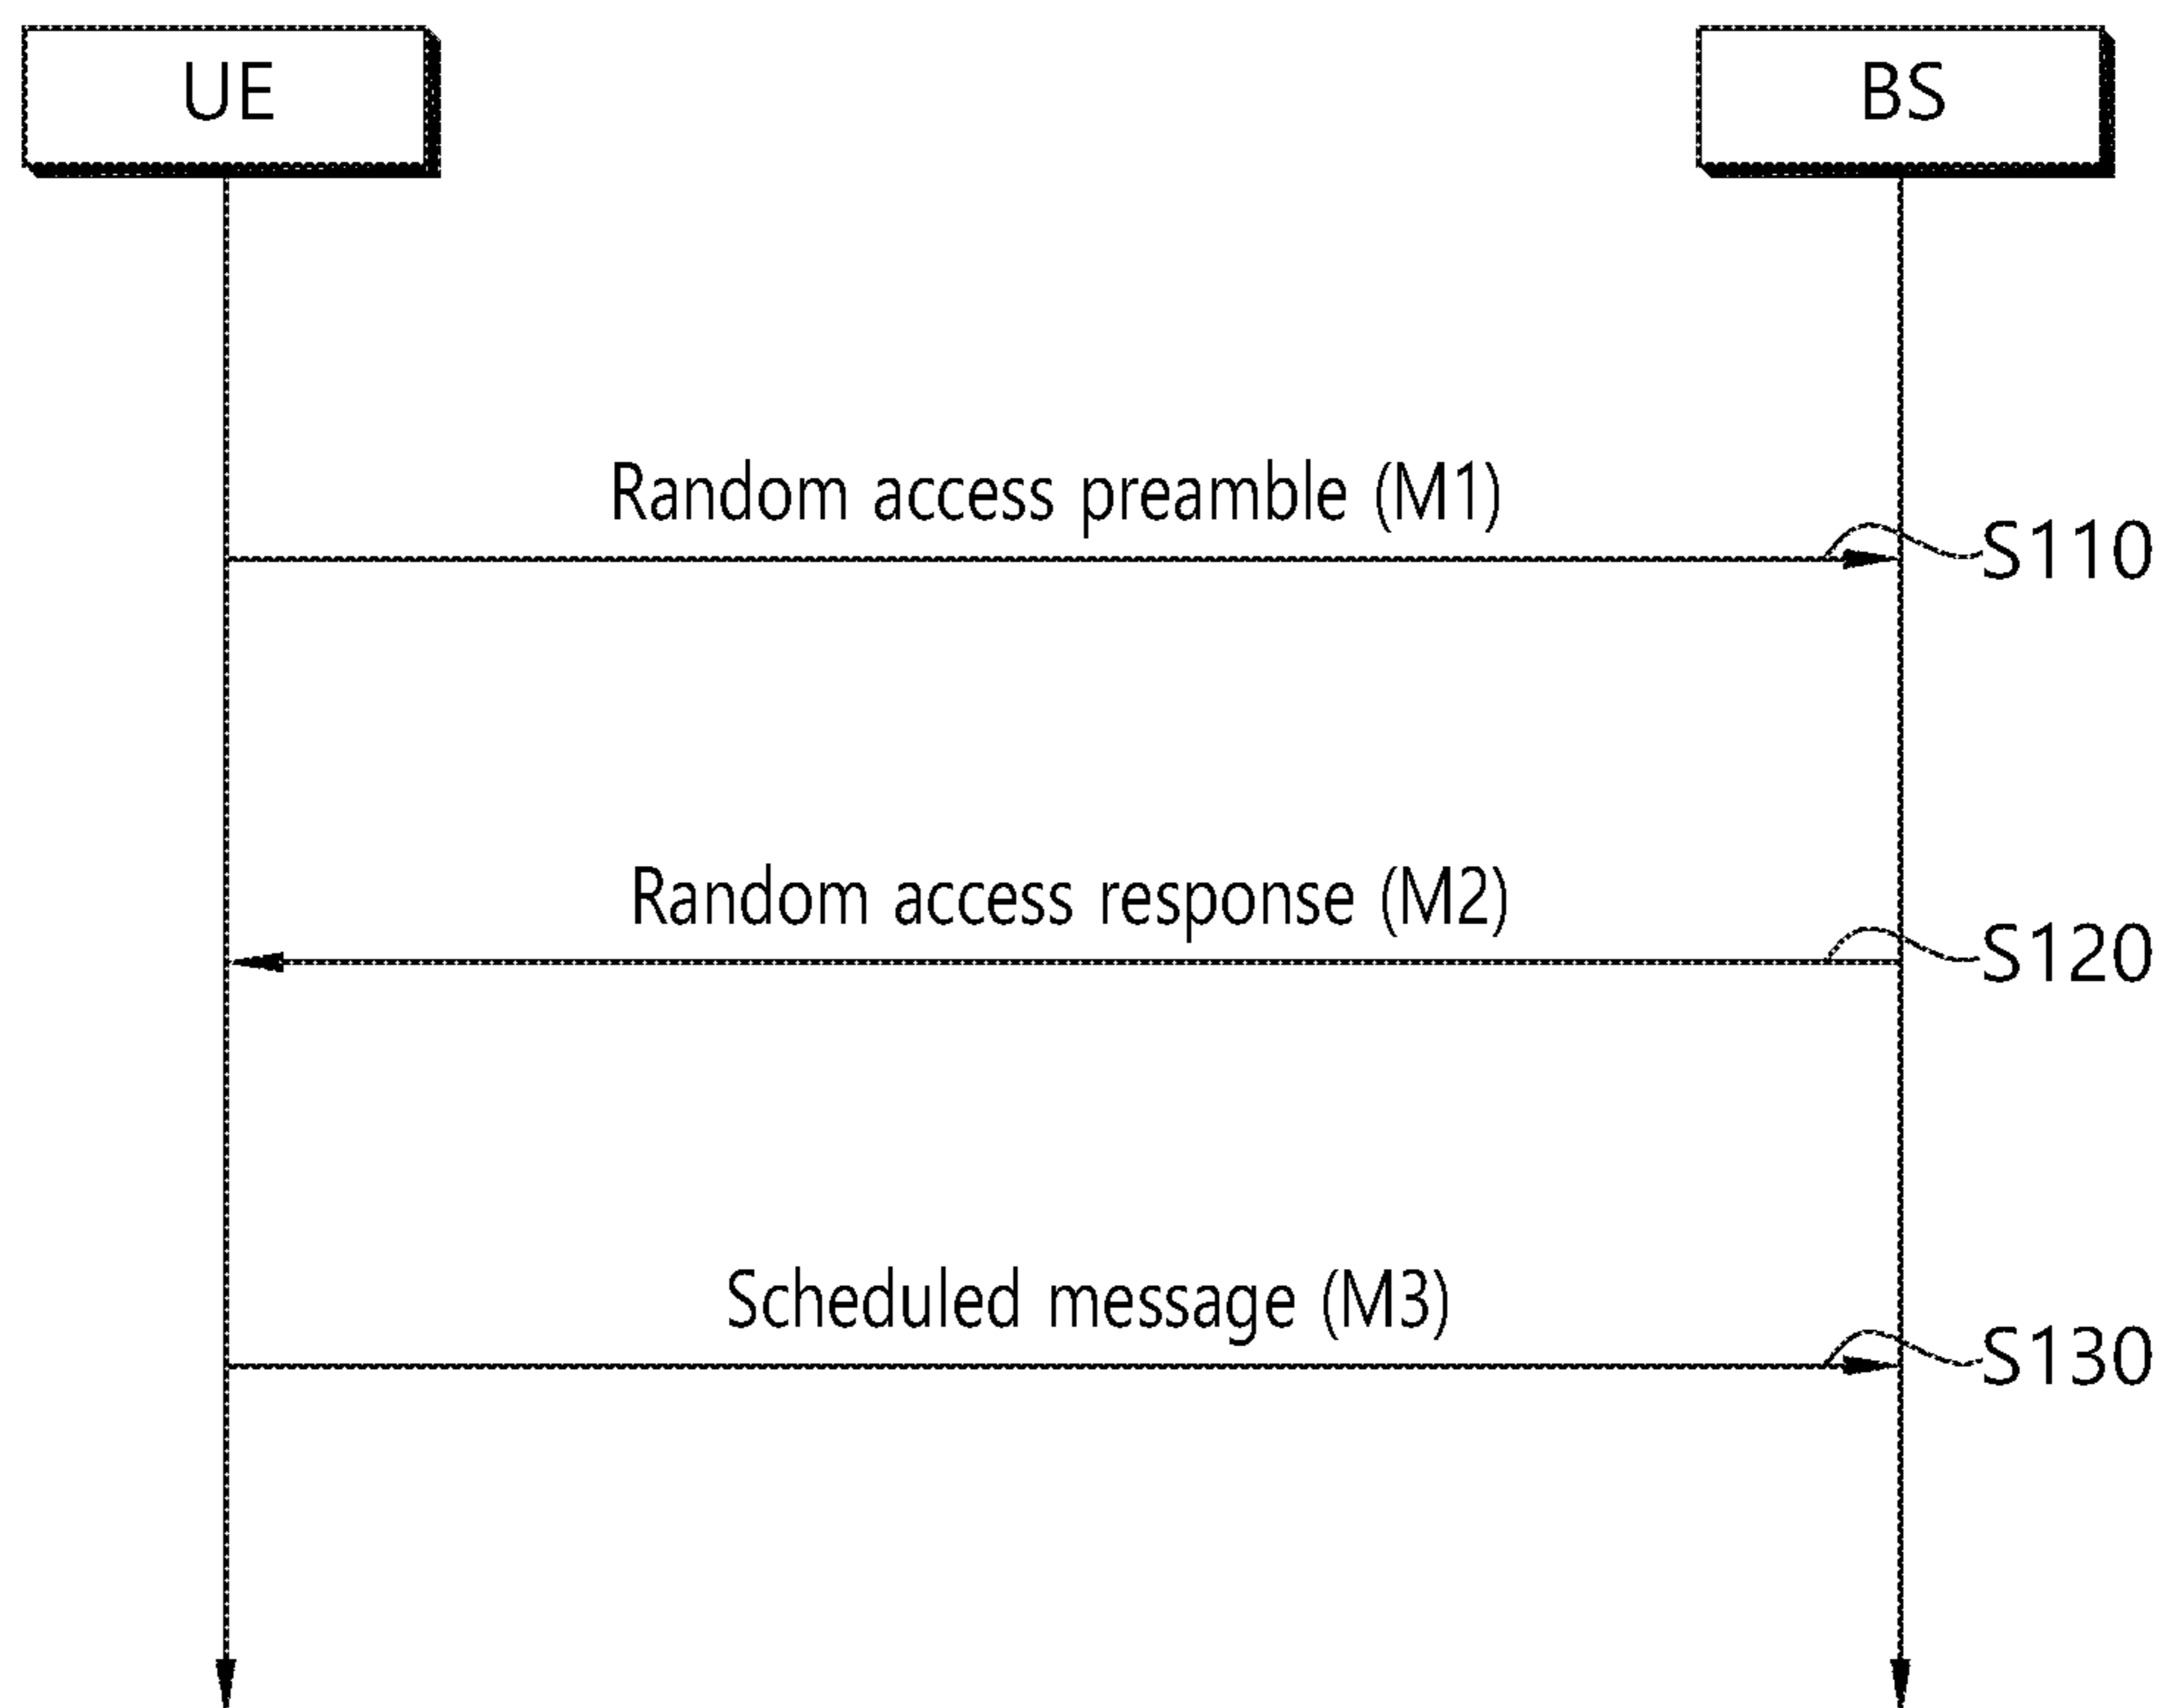 UE
BS
Random access preamble (M1)
S110
Random access response (M2)
S120
Scheduled message (M3)
S130